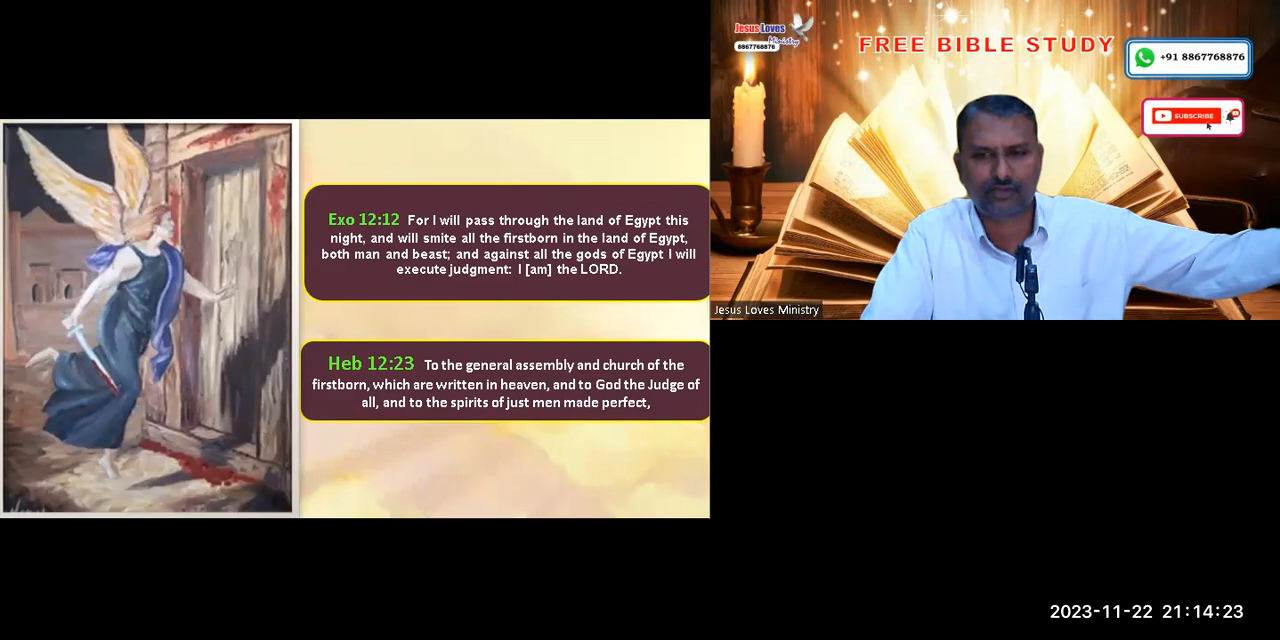 Exo 12:12 For I will pass through the land of Egypt this
night, and will smite all the firstborn in the land of Egypt,
both man and beast; and against all the gods of Egypt I will
execute judgment: I [am] the LORD.
Heb 12:23 To the general assembly and church of the
firstborn, which are written in heaven, and to God the Judge of
all, and to the spirits of just men made perfect,
Jesus Loves
Ministry
8867768876
FREE BIBLE STUDY
+91 8867768876
SUBSCRIBE
Jesus Loves Ministry
2023-11-22 21:14:23